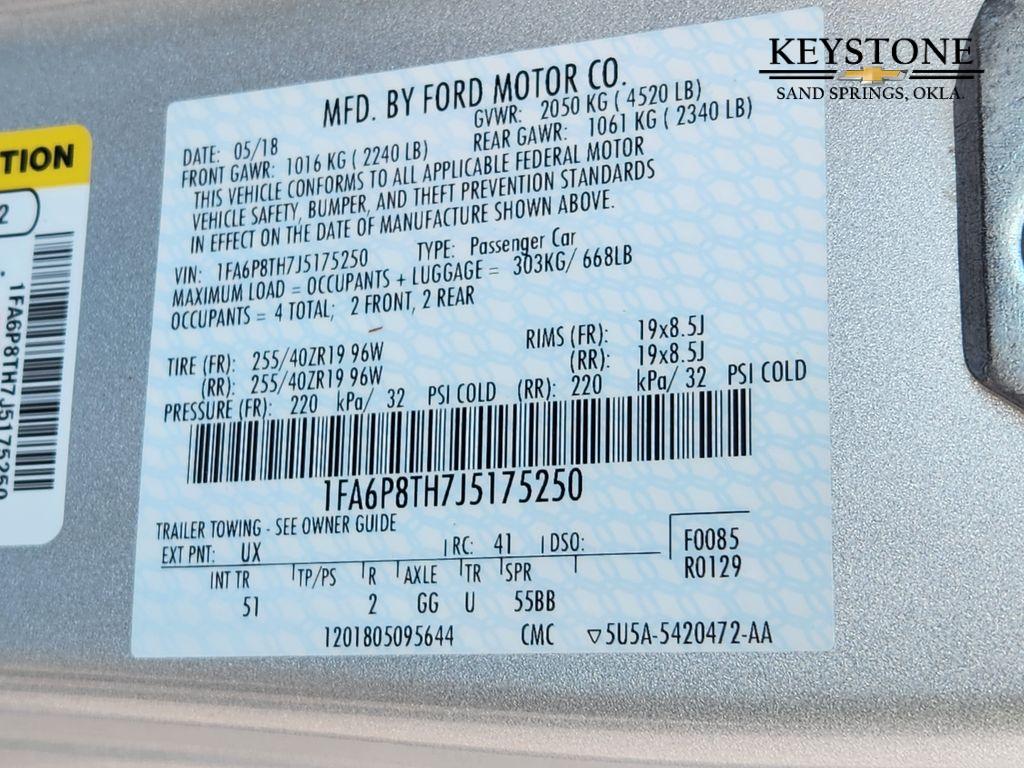 KEYSTONE
SAND SPRINGS, OKLA.
MFD. BY FORD MOTOR CO.
DATE: 05/18 GVWR: 2050 KG ( 4520 LB)
FRONT GAWR: 1016 KG ( 2240 LB) REAR GAWR: 1061 KG ( 2340 LB)
THIS VEHICLE CONFORMS TO ALL APPLICABLE FEDERAL MOTOR
VEHICLE SAFETY, BUMPER, AND THEFT PREVENTION STANDARDS
IN EFFECT ON THE DATE OF MANUFACTURE SHOWN ABOVE.
VIN: 1FA6P8TH7J5175250 TYPE: Passenger Car
MAXIMUM LOAD = OCCUPANTS + LUGGAGE = 303KG/ 668LB
OCCUPANTS = 4 TOTAL; 2 FRONT, 2 REAR
TIRE (FR): 255/40ZR19 96W RIMS (FR): 19x8.5J
(RR): 255/40ZR19 96W (RR): 19x8.5J
PRESSURE (FR): 220 kPa/ 32 PSI COLD (RR): 220 kPa/ 32 PSI COLD
1FA6P8TH7J5175250
TRAILER TOWING - SEE OWNER GUIDE
EXT PNT: UX RC: 41 DSO: F0085
R0129
INT TR TP/PS R AXLE TR SPR
51 2 GG U 55BB
1201805095644 CMC ▽5U5A-5420472-AA
TION
2
1FA6P8TH7J5175250